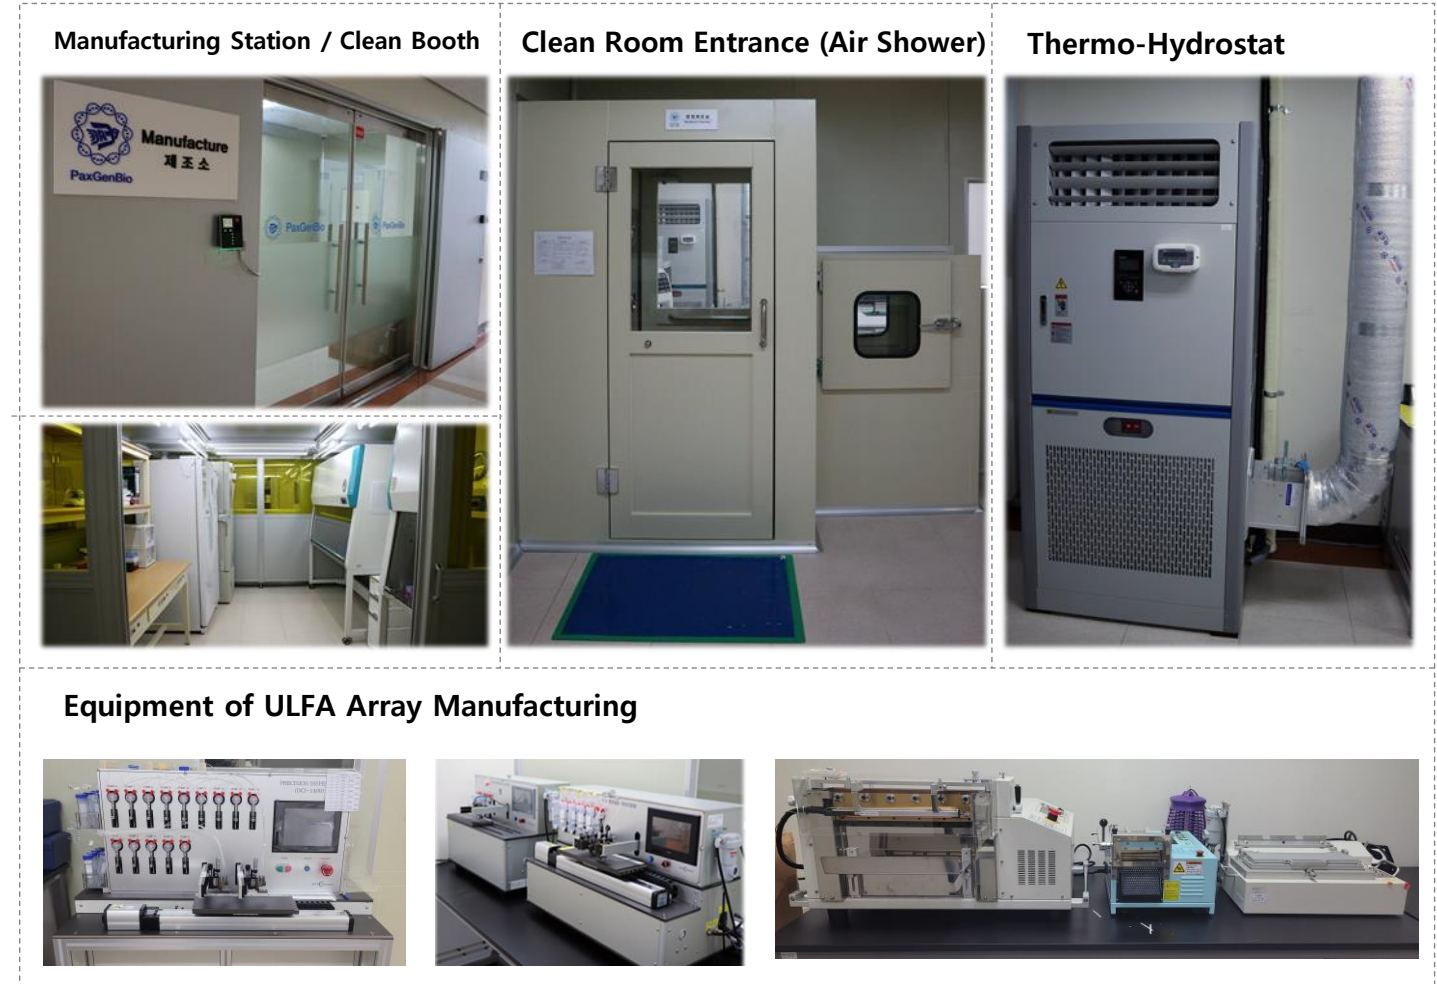 Manufacturing Station / Clean Booth
Clean Room Entrance (Air Shower)
Thermo-Hydrostat
Manufacture
제조소
PaxGenBio
PaxGenBio
PaxGenBio
Equipment of ULFA Array Manufacturing